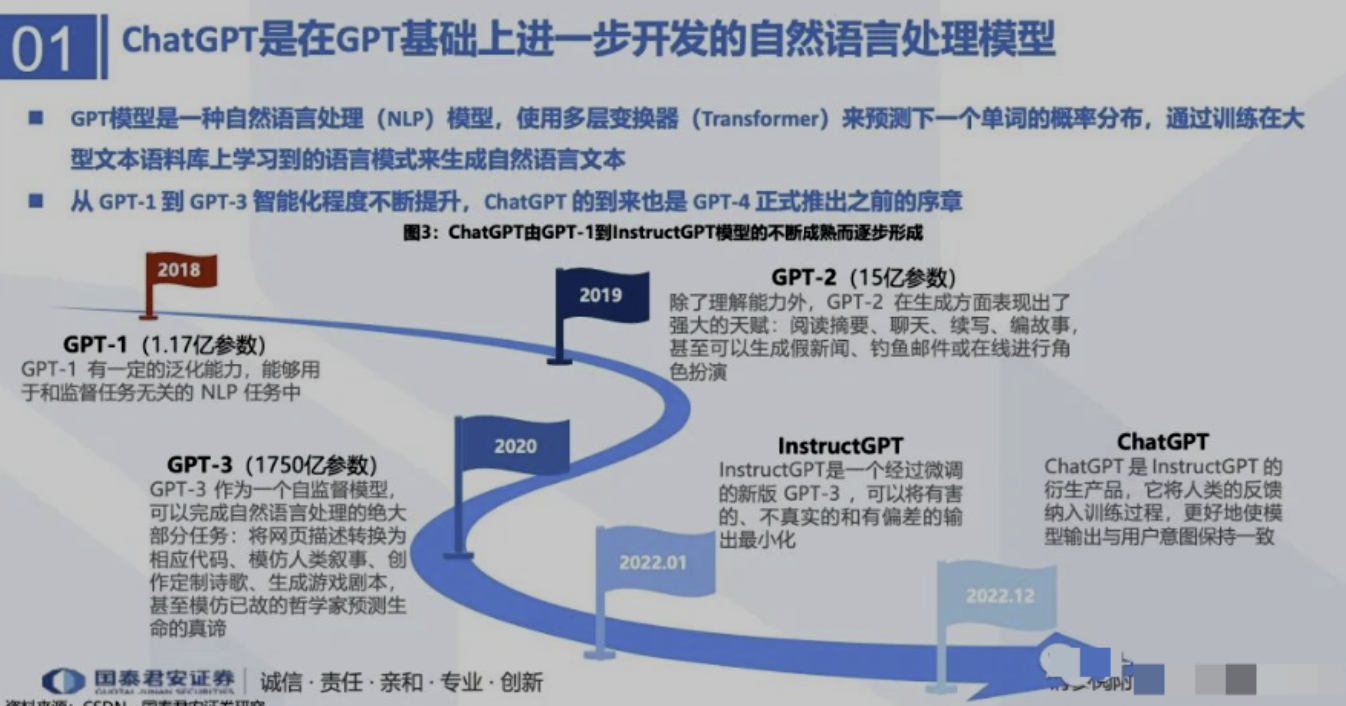 01
ChatGPT是在GPT基础上进一步开发的自然语言处理模型
■ GPT模型是一种自然语言处理（NLP）模型，使用多层变换器（Transformer）来预测下一个单词的概率分布，通过训练在大
型文本语料库上学习到的语言模式来生成自然语言文本
■ 从 GPT-1 到 GPT-3 智能化程度不断提升，ChatGPT 的到来也是 GPT-4 正式推出之前的序章
图3：ChatGPT由GPT-1到InstructGPT模型的不断成熟而逐步形成
2018
GPT-1（1.17亿参数）
GPT-1 有一定的泛化能力，能够用
于和监督任务无关的 NLP 任务中
2019
GPT-2（15亿参数）
除了理解能力外，GPT-2 在生成方面表现出了
强大的天赋：阅读摘要、聊天、续写、编故事，
甚至可以生成假新闻、钓鱼邮件或在线进行角
色扮演
2020
GPT-3（1750亿参数）
GPT-3 作为一个自监督模型，
可以完成自然语言处理的绝大
部分任务：将网页描述转换为
相应代码、模仿人类叙事、创
作定制诗歌、生成游戏剧本，
甚至模仿已故的哲学家预测生
命的真谛
2022.01
InstructGPT
InstructGPT是一个经过微调
的新版 GPT-3 ，可以将有害
的、不真实的和有偏差的输
出最小化
2022.12
ChatGPT
ChatGPT 是 InstructGPT 的
衍生产品，它将人类的反馈
纳入训练过程，更好地使模
型输出与用户意图保持一致
国泰君安证券
GUOTAI JUNAN SECURITIES
诚信 · 责任 · 亲和 · 专业 · 创新
资料来源：CSDN，国泰君安证券研究